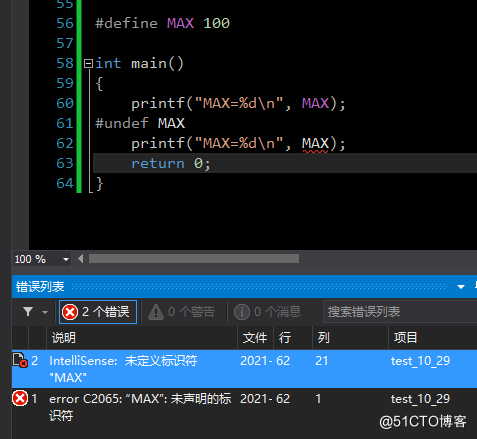 55
56 #define MAX 100
57
58 int main()
59 {
60 printf("MAX=%d\n", MAX);
61 #undef MAX
62 printf("MAX=%d\n", MAX);
63 return 0;
64 }
100 %
错误列表
2 个错误 0 个警告 0 个消息 搜索错误列表
说明 文件 行 列 项目
2 IntelliSense: 未定义标识符 "MAX" 2021- 62 21 test_10_29
1 error C2065: “MAX”: 未声明的标识符 2021- 62 1 test_10_29
@51CTO博客